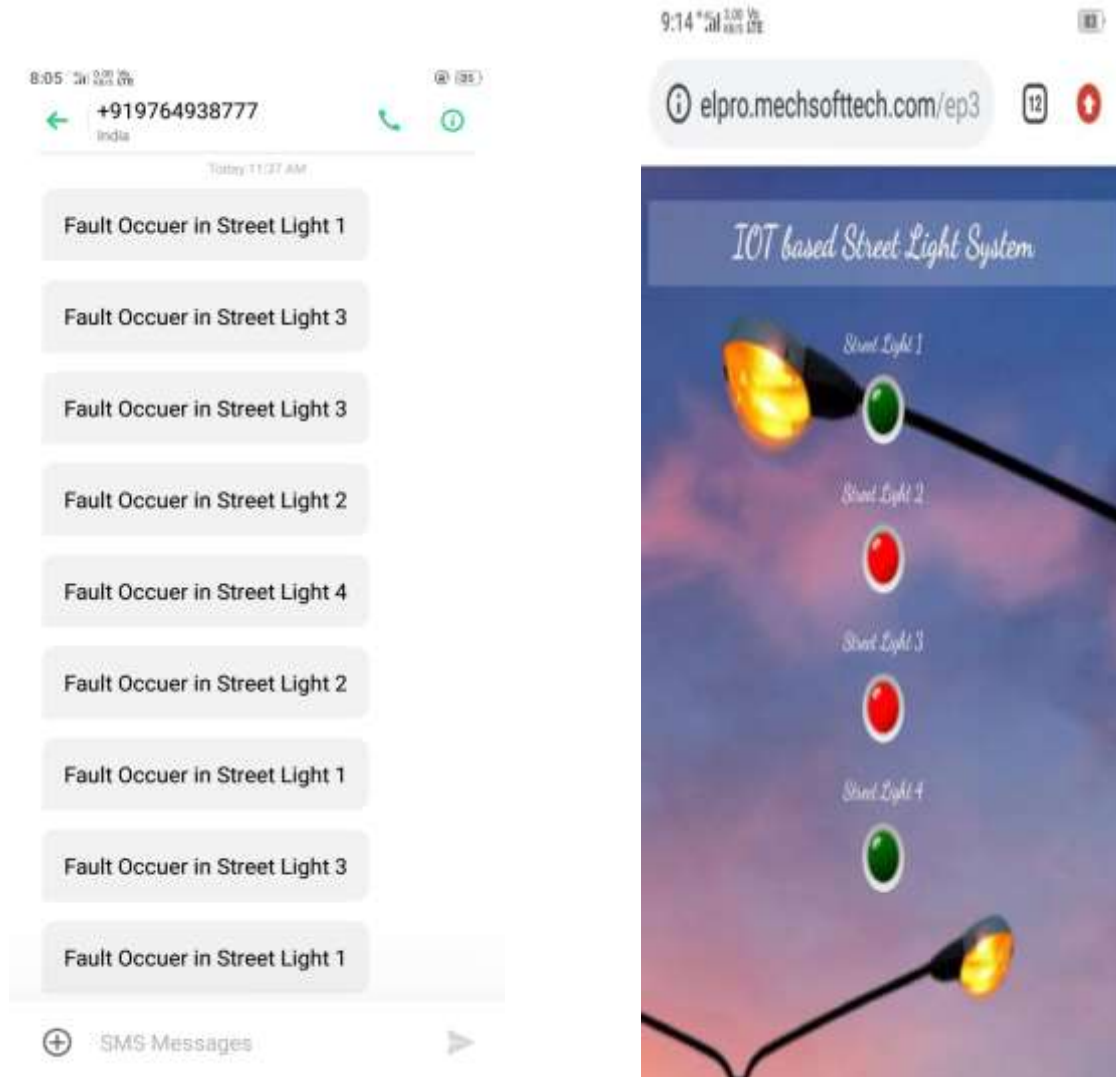 8:05
+919764938777
India
Today 11:27 AM
Fault Occuer in Street Light 1
Fault Occuer in Street Light 3
Fault Occuer in Street Light 3
Fault Occuer in Street Light 2
Fault Occuer in Street Light 4
Fault Occuer in Street Light 2
Fault Occuer in Street Light 1
Fault Occuer in Street Light 3
Fault Occuer in Street Light 1
SMS Messages
9:14
elpro.mechsofttech.com/ep3
12
IOT based Street Light System
Street Light 1
Street Light 2
Street Light 3
Street Light 4